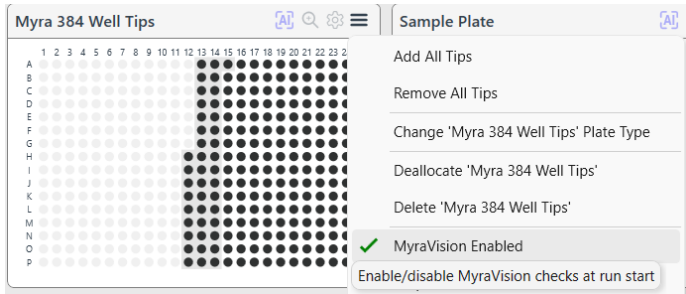 Myra 384 Well Tips
AI
Sample Plate
AI
1 2 3 4 5 6 7 8 9 10 11 12 13 14 15 16 17 18 19 20 21 22 23
A
B
C
D
E
F
G
H
I
J
K
L
M
N
O
P
Add All Tips
Remove All Tips
Change 'Myra 384 Well Tips' Plate Type
Deallocate 'Myra 384 Well Tips'
Delete 'Myra 384 Well Tips'
MyraVision Enabled
Enable/disable MyraVision checks at run start